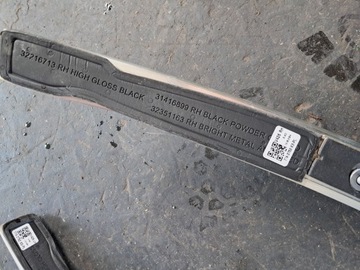 32216713 RH HIGH GLOSS BLACK
31416899 RH BLACK POWDER
32351163 RH BRIGHT METAL